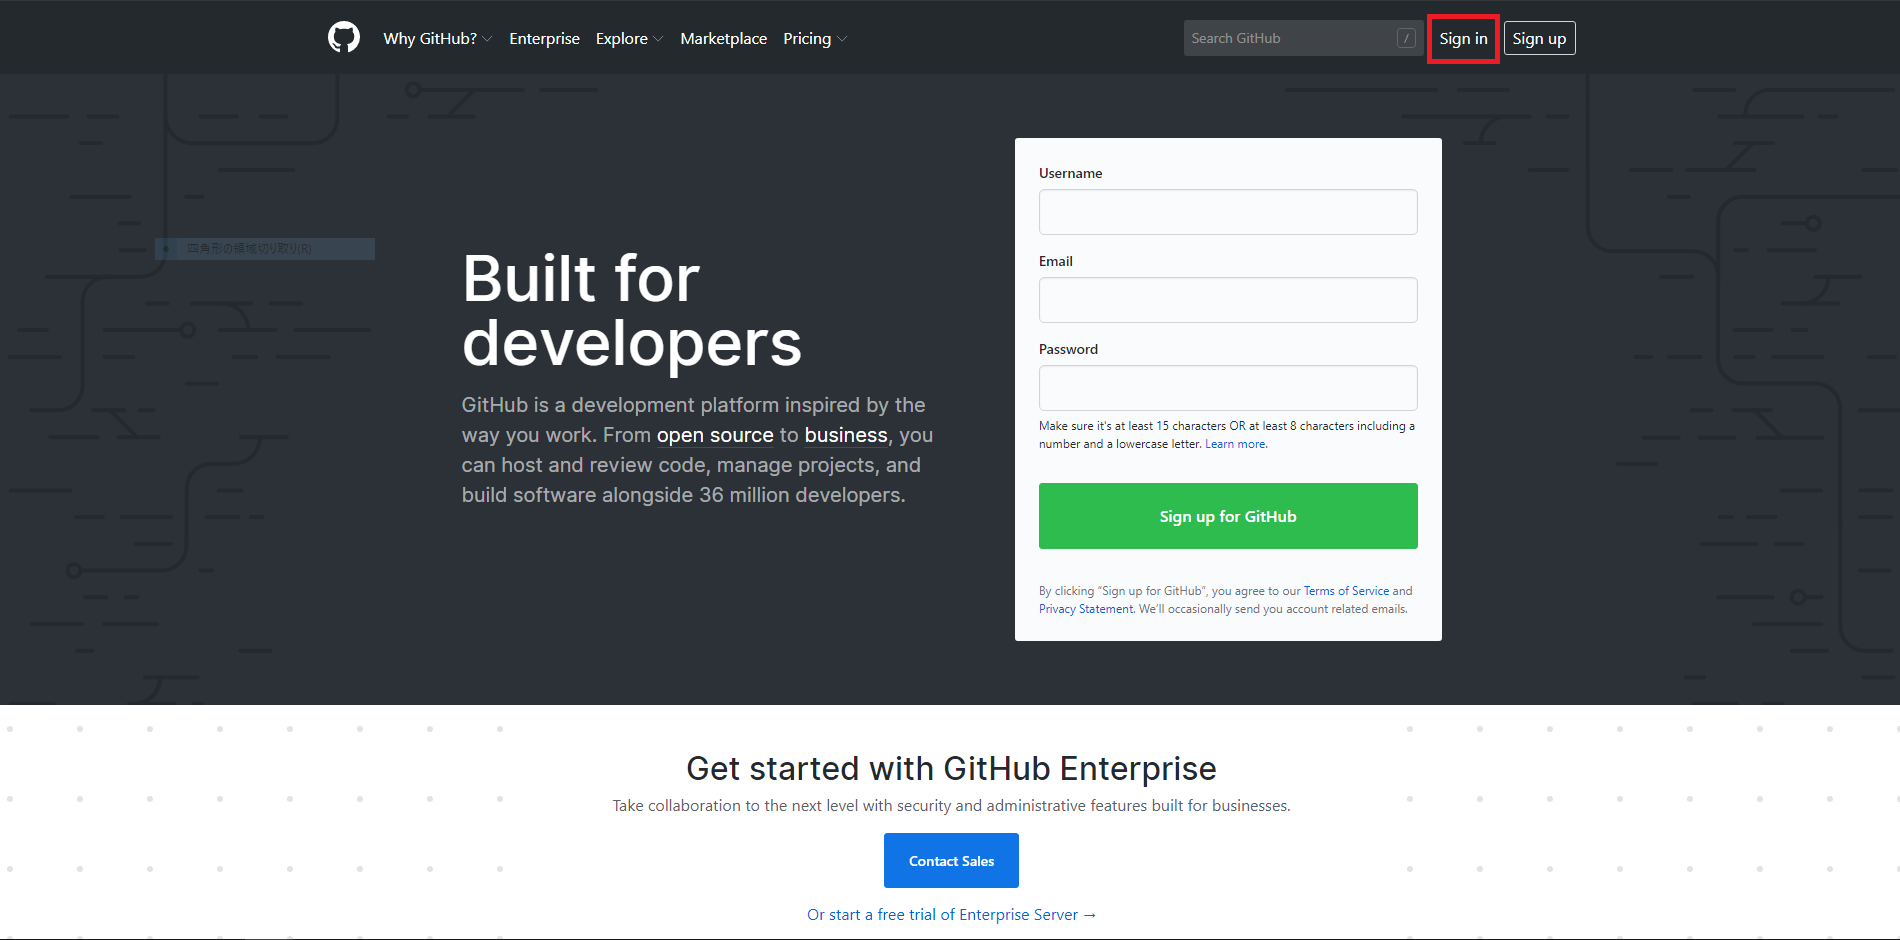 Why GitHub? Enterprise Explore Marketplace Pricing Search GitHub / Sign in Sign up
四角形の領域切り取り(R)
Built for
developers
GitHub is a development platform inspired by the
way you work. From open source to business, you
can host and review code, manage projects, and
build software alongside 36 million developers.
Username
Email
Password
Make sure it's at least 15 characters OR at least 8 characters including a
number and a lowercase letter. Learn more.
Sign up for GitHub
By clicking “Sign up for GitHub”, you agree to our Terms of Service and
Privacy Statement. We’ll occasionally send you account related emails.
Get started with GitHub Enterprise
Take collaboration to the next level with security and administrative features built for businesses.
Contact Sales
Or start a free trial of Enterprise Server →